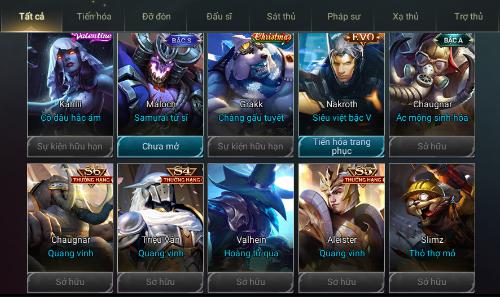 Tất cả Tiến hóa Đỡ đòn Đấu sĩ Sát thủ Pháp sư Xạ thủ Trợ thủ
Valentine BẬC S Christmas EVO BẬC A
Kahlii Maloch Grakk Nakroth Chaugnar
Cô dâu hắc ám Samurai tử sĩ Chàng gấu tuyết Siêu việt bậc V Ác mộng sinh hóa
Sự kiện hữu hạn Chưa mở Sự kiện hữu hạn Tiến hóa trang phục Sở hữu
S6 S4 S5
THƯỞNG HẠNG THƯỞNG HẠNG THƯỞNG HẠNG
Chaugnar Triệu Vân Valhein Aleister Slimz
Quang vinh Quang vinh Hoàng tử quạ Quang vinh Thỏ thợ mỏ
Sở hữu Sở hữu Sở hữu Sở hữu Sở hữu